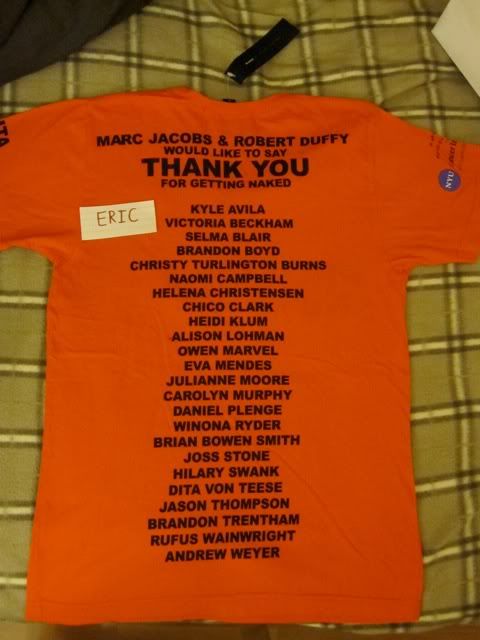 MARC JACOBS & ROBERT DUFFY
WOULD LIKE TO SAY
THANK YOU
FOR GETTING NAKED
ERIC
KYLE AVILA
VICTORIA BECKHAM
SELMA BLAIR
BRANDON BOYD
CHRISTY TURLINGTON BURNS
NAOMI CAMPBELL
HELENA CHRISTENSEN
CHICO CLARK
HEIDI KLUM
ALISON LOHMAN
OWEN MARVEL
EVA MENDES
JULIANNE MOORE
CAROLYN MURPHY
DANIEL PLENGE
WINONA RYDER
BRIAN BOWEN SMITH
JOSS STONE
HILARY SWANK
DITA VON TEESE
JASON THOMPSON
BRANDON TRENTHAM
RUFUS WAINWRIGHT
ANDREW WEYER
NYU